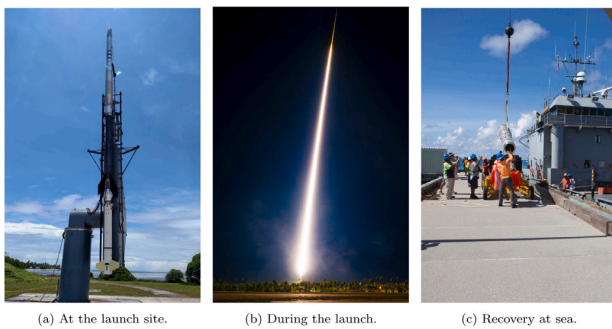 (a) At the launch site.
(b) During the launch.
(c) Recovery at sea.